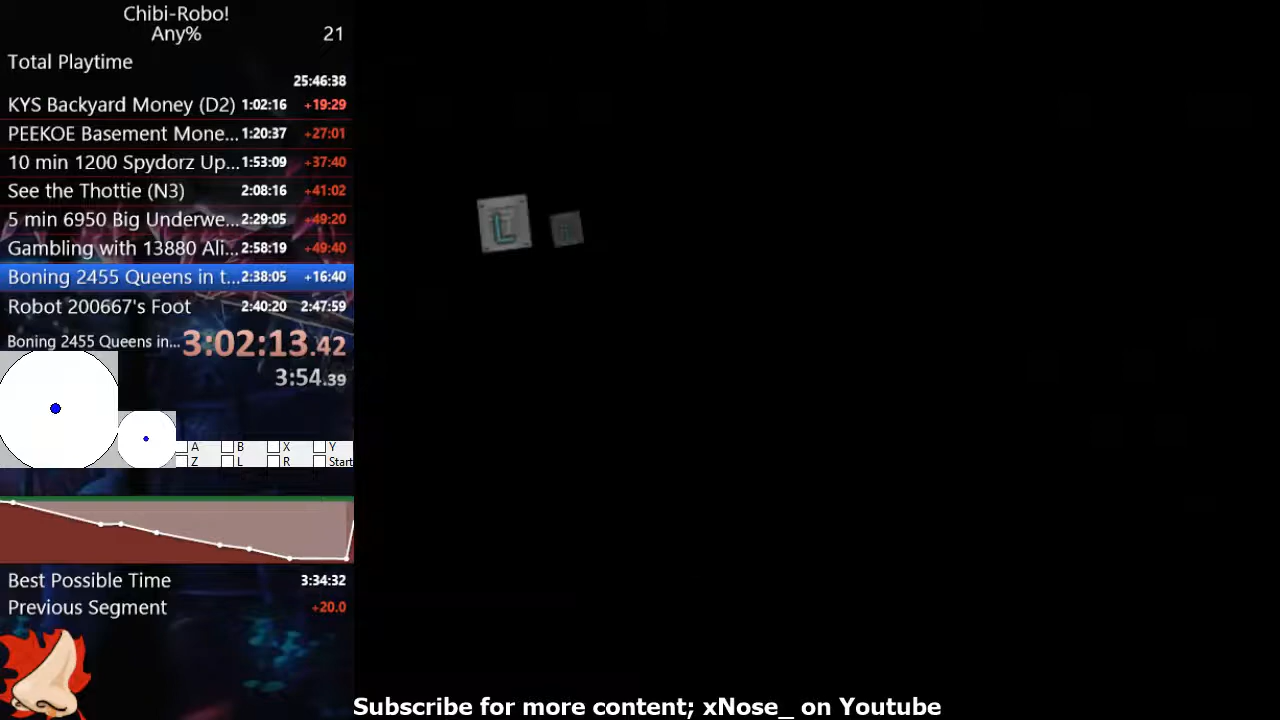 Chibi-Robo!
Any% 21
Total Playtime
25:46:38
KYS Backyard Money (D2) 1:02:16 +19:29
PEEKOE Basement Mone... 1:20:37 +27:01
10 min 1200 Spydorz Up... 1:53:09 +37:40
See the Thottie (N3) 2:08:16 +41:02
5 min 6950 Big Underwe... 2:29:05 +49:20
Gambling with 13880 Ali... 2:58:19 +49:40
Boning 2455 Queens in t... 2:38:05 +16:40
Robot 200667's Foot 2:40:20 2:47:59
Boning 2455 Queens in... 3:02:13.42
3:54.39
A B X Y
Z L R Start
Best Possible Time 3:34:32
Previous Segment +20.0
L
Subscribe for more content; xNose_ on Youtube